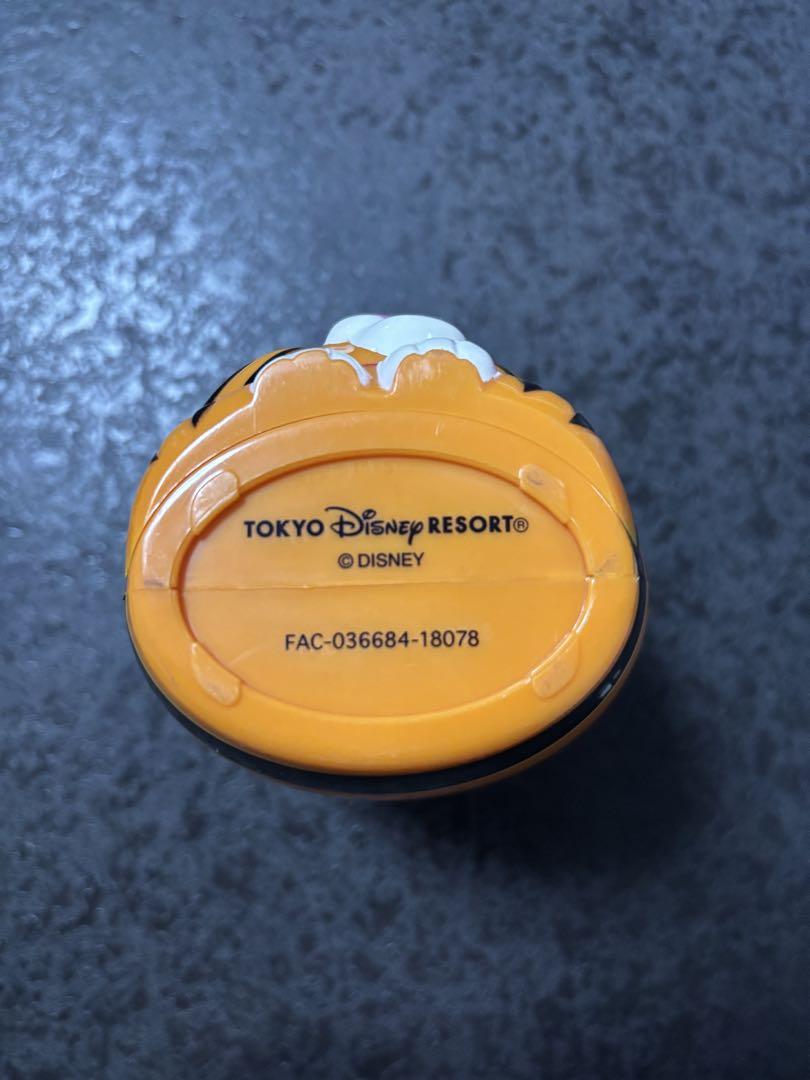 TOKYO Disney RESORT®
© DISNEY
FAC-036684-18078